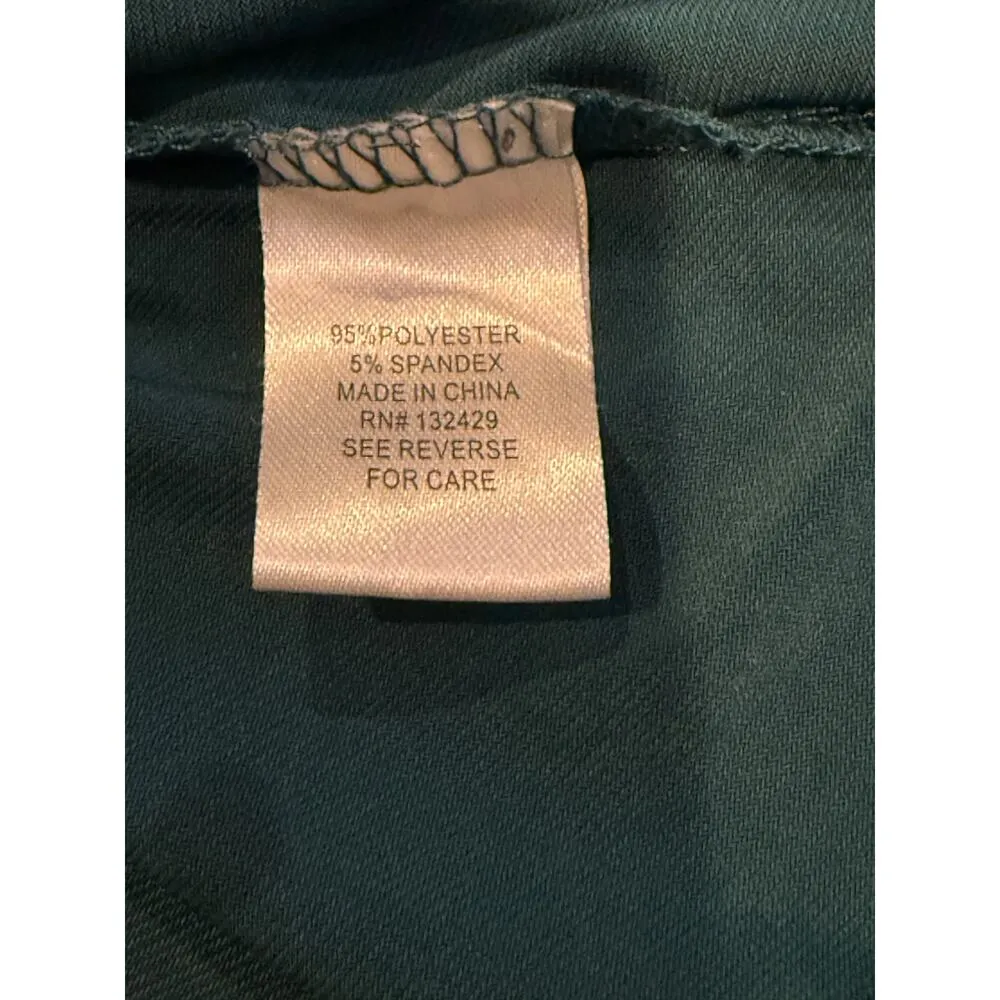 95%POLYESTER
5% SPANDEX
MADE IN CHINA
RN# 132429
SEE REVERSE
FOR CARE